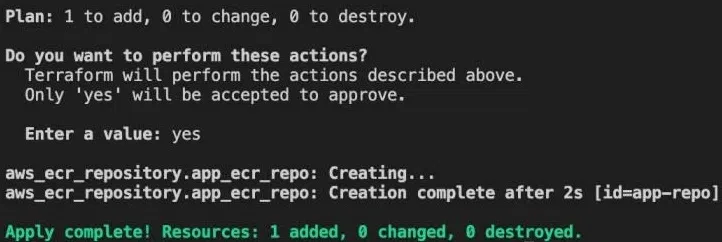 Plan: 1 to add, 0 to change, 0 to destroy.
Do you want to perform these actions?
Terraform will perform the actions described above.
Only 'yes' will be accepted to approve.
Enter a value: yes
aws_ecr_repository.app_ecr_repo: Creating...
aws_ecr_repository.app_ecr_repo: Creation complete after 2s [id=app-repo]
Apply complete! Resources: 1 added, 0 changed, 0 destroyed.